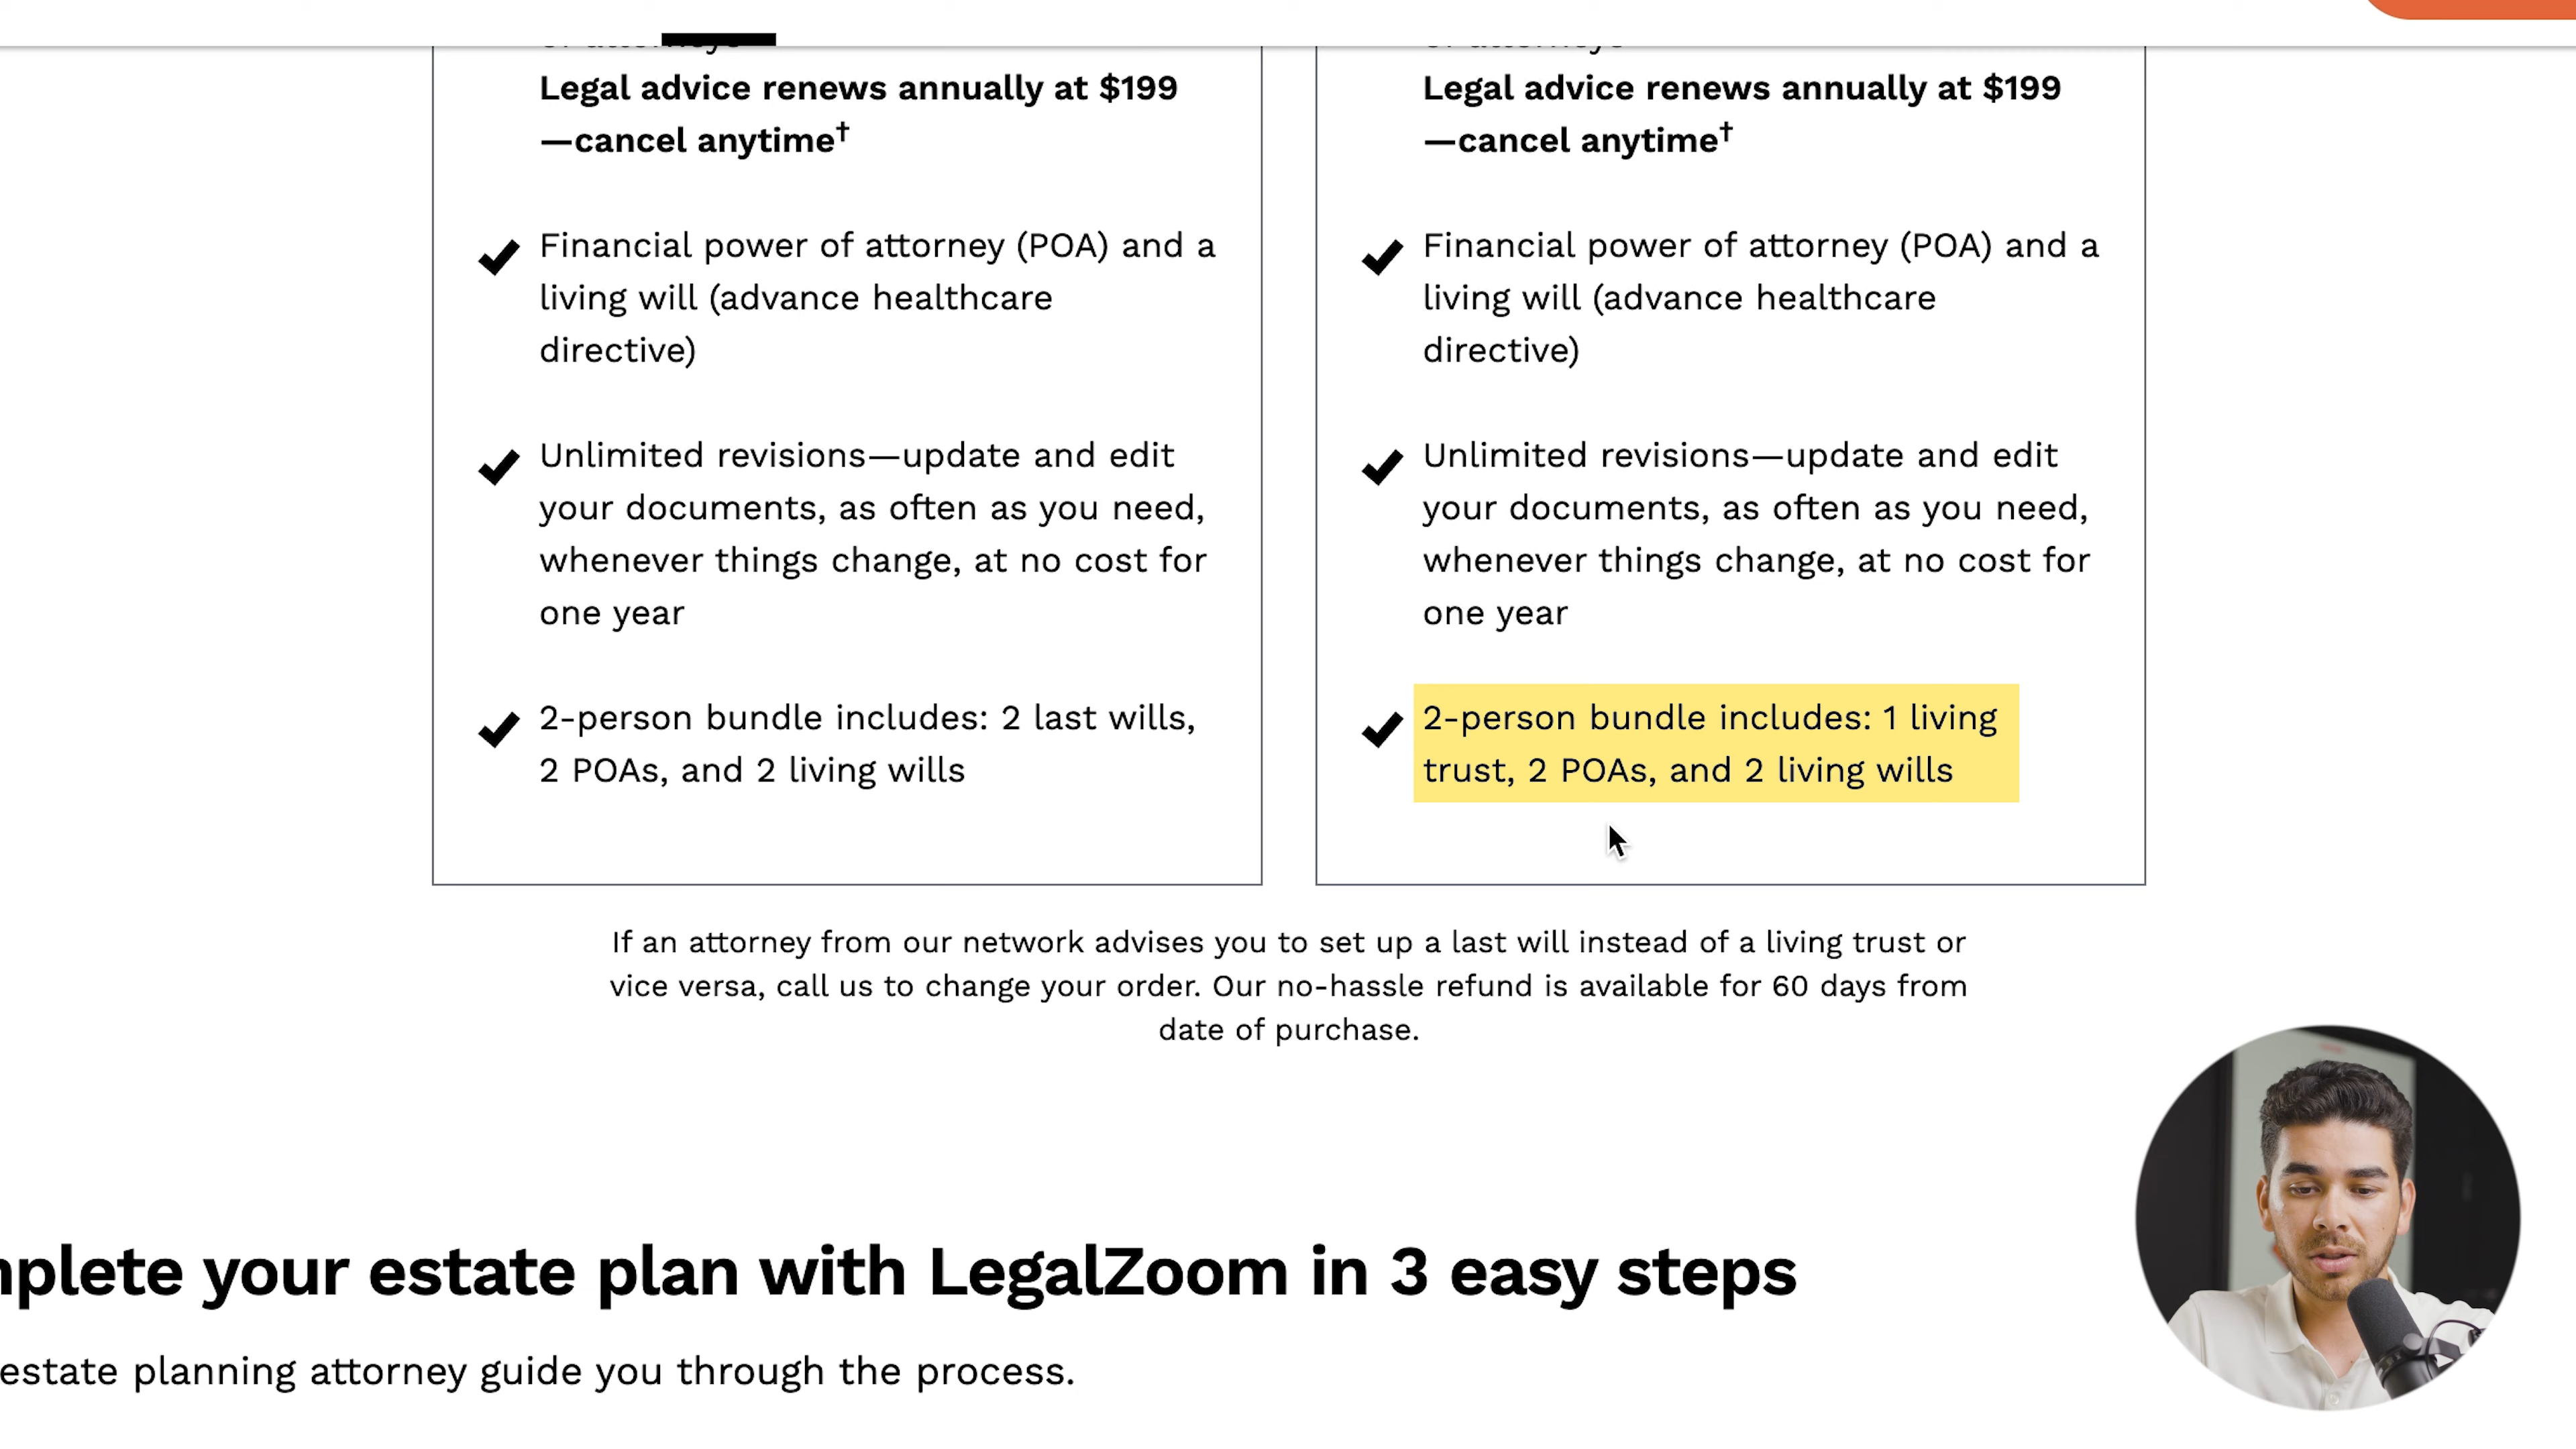 Legal advice renews annually at $199
—cancel anytime†
Financial power of attorney (POA) and a
living will (advance healthcare
directive)
Unlimited revisions—update and edit
your documents, as often as you need,
whenever things change, at no cost for
one year
2-person bundle includes: 2 last wills,
2 POAs, and 2 living wills
Legal advice renews annually at $199
—cancel anytime†
Financial power of attorney (POA) and a
living will (advance healthcare
directive)
Unlimited revisions—update and edit
your documents, as often as you need,
whenever things change, at no cost for
one year
2-person bundle includes: 1 living
trust, 2 POAs, and 2 living wills
If an attorney from our network advises you to set up a last will instead of a living trust or
vice versa, call us to change your order. Our no-hassle refund is available for 60 days from
date of purchase.
your estate plan with LegalZoom in 3 easy steps
estate planning attorney guide you through the process.